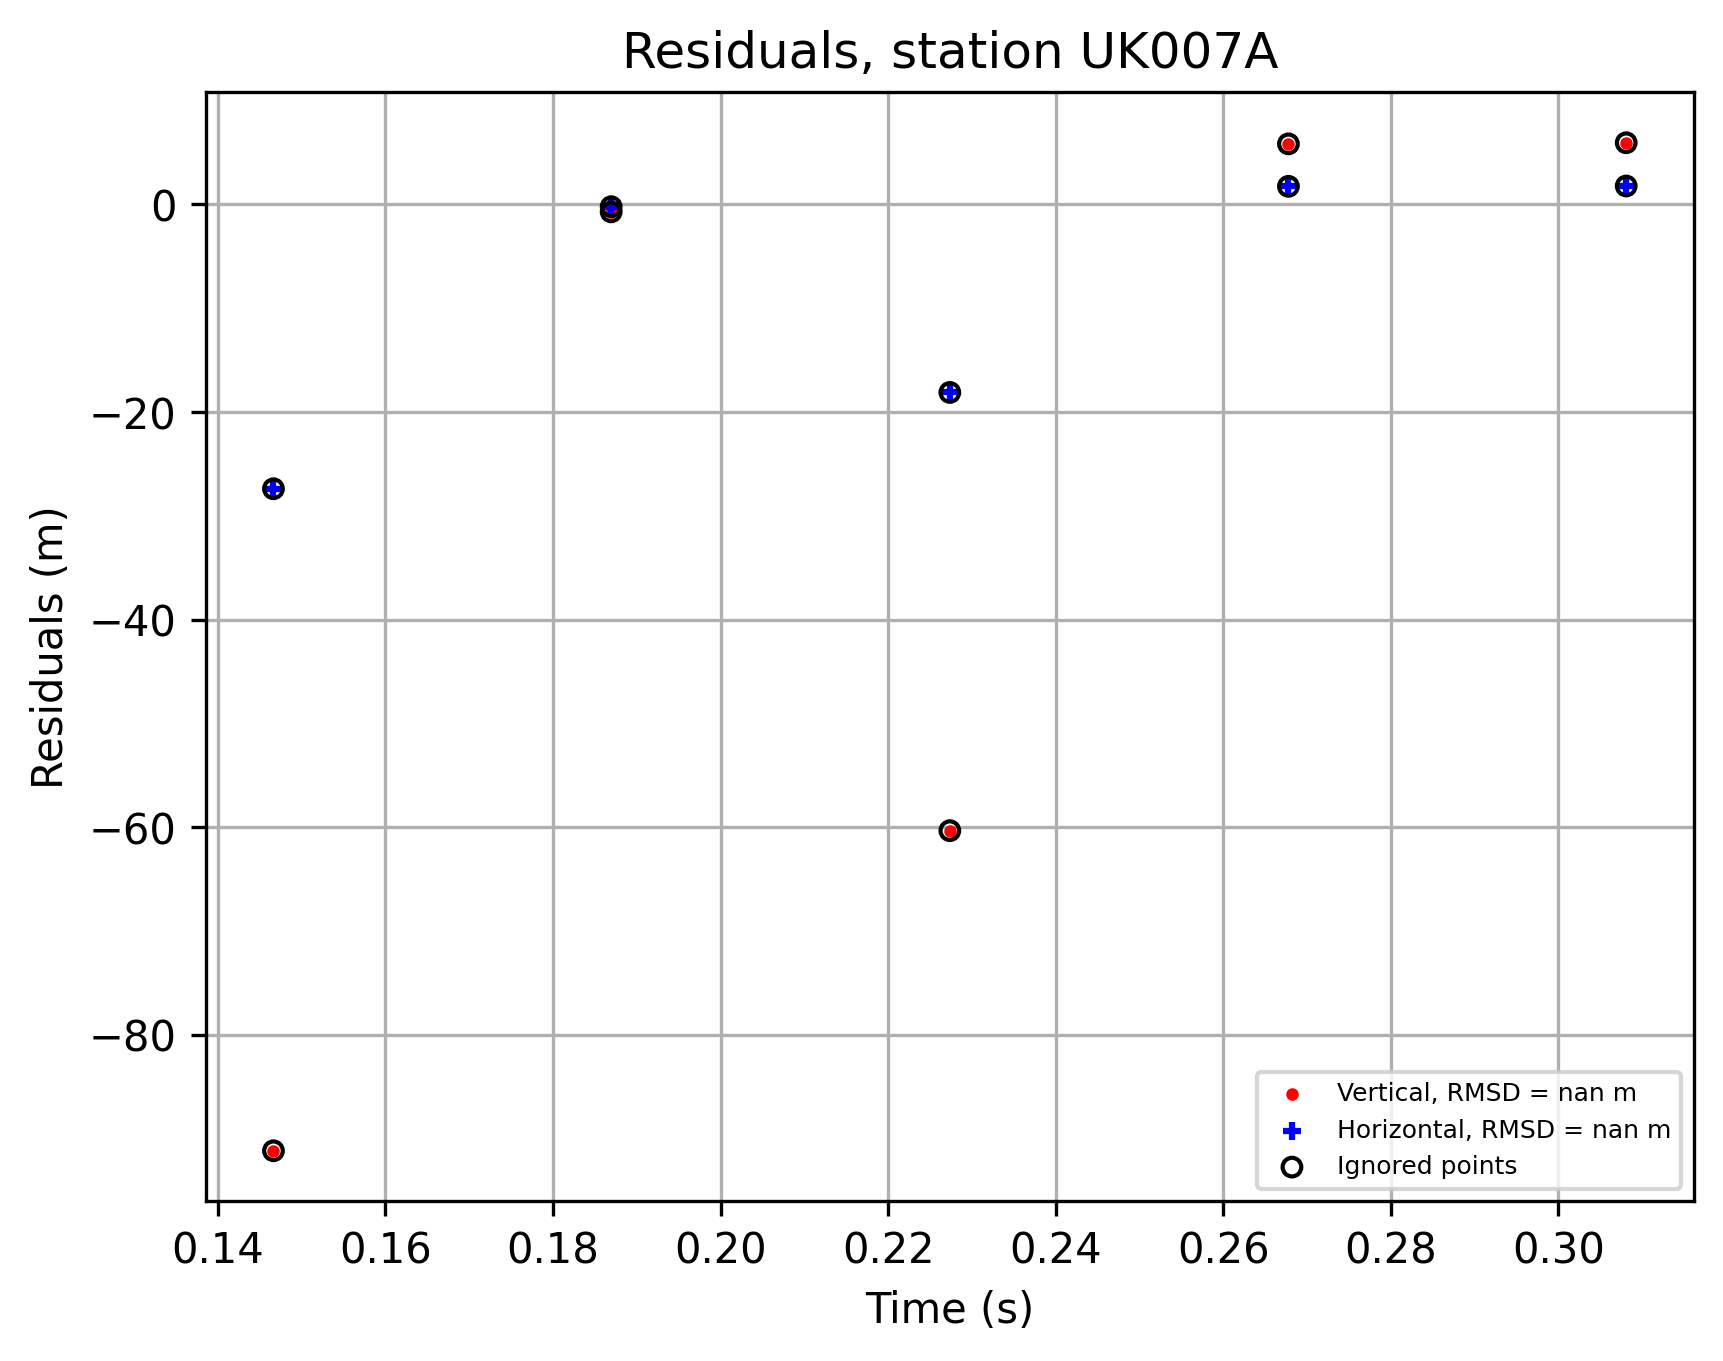 Residuals, station UK007A
Residuals (m)
0
−20
−40
−60
−80
Vertical, RMSD = nan m
Horizontal, RMSD = nan m
Ignored points
0.14 0.16 0.18 0.20 0.22 0.24 0.26 0.28 0.30
Time (s)